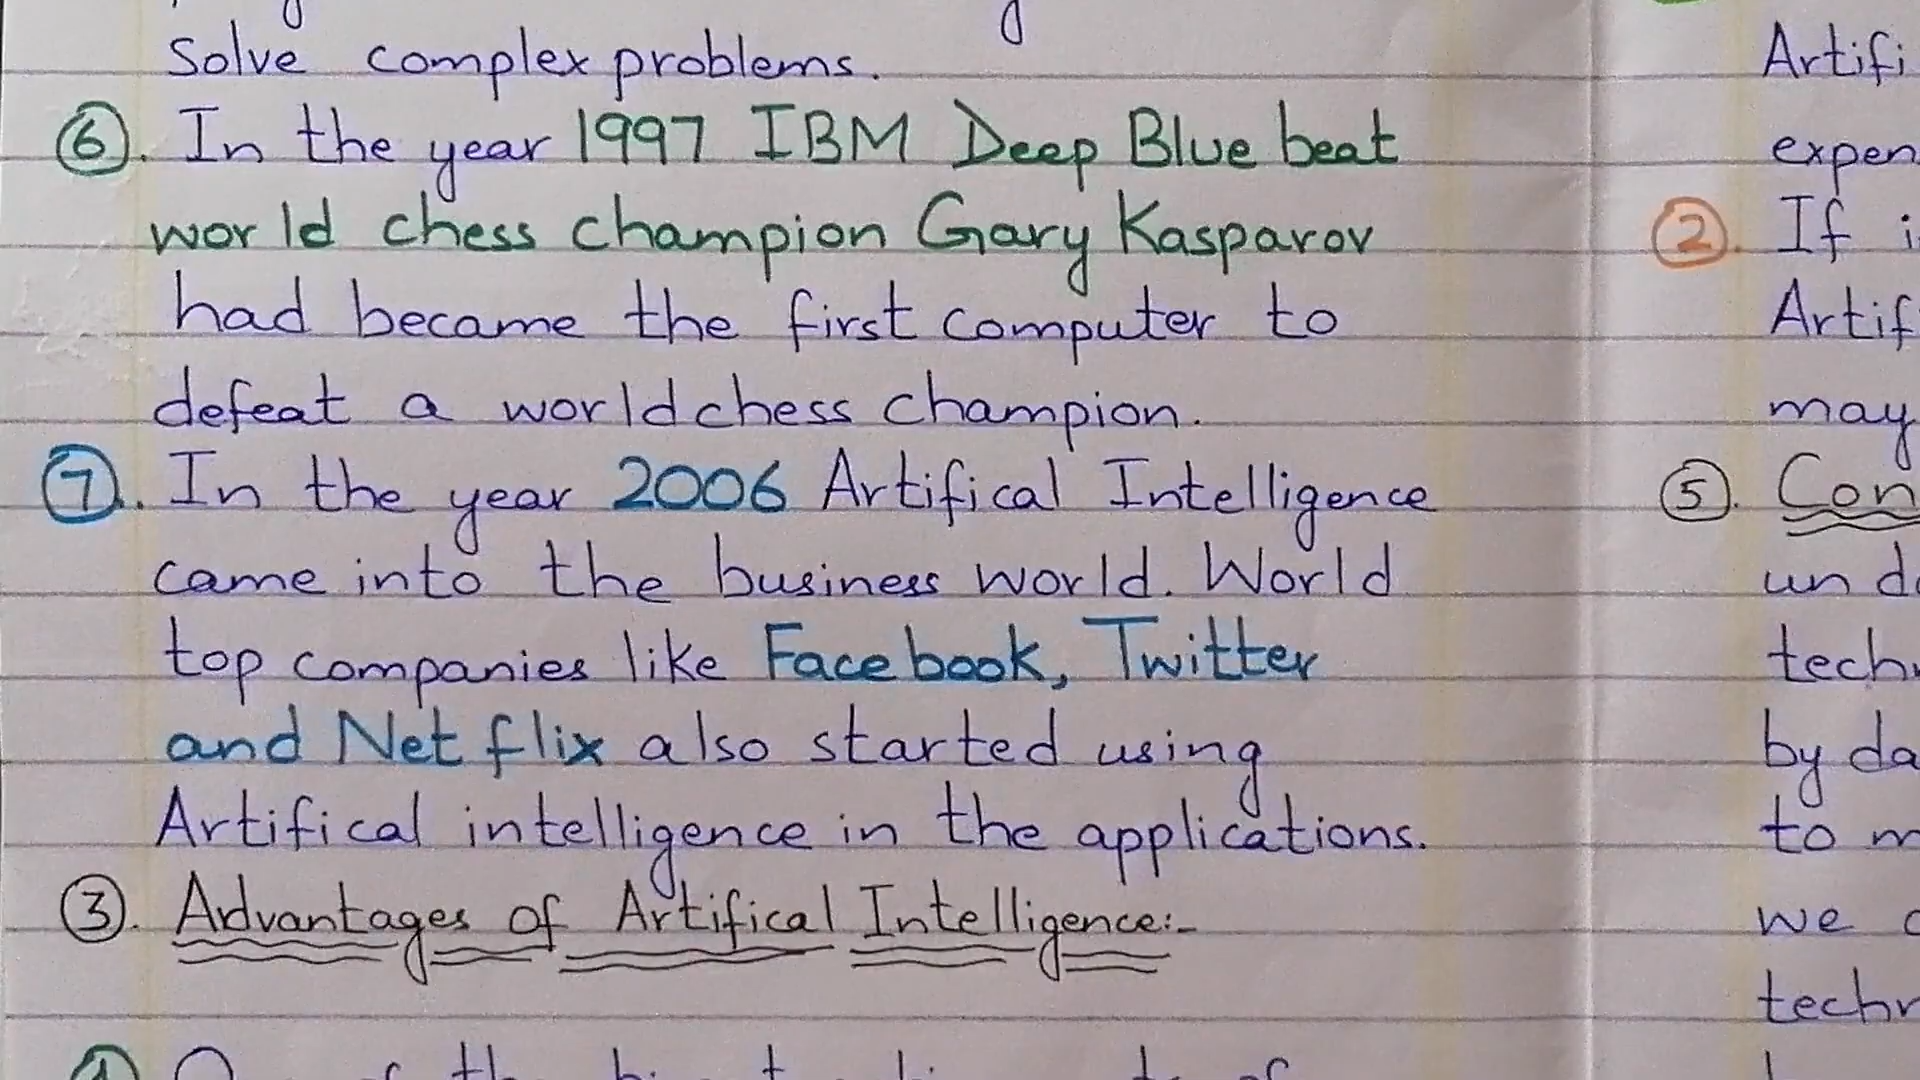 Solve complex problems.
6. In the year 1997 IBM Deep Blue beat
world chess champion Gary Kasparov
had became the first computer to
defeat a world chess champion.
7. In the year 2006 Artifical Intelligence
came into the business world. World
top companies like Facebook, Twitter
and Netflix also started using
Artifical intelligence in the applications.
3. Advantages of Artifical Intelligence:-
Artifi
expen
2. If i
Artif
may
5. Con
und
tech
by da
to m
we
techn